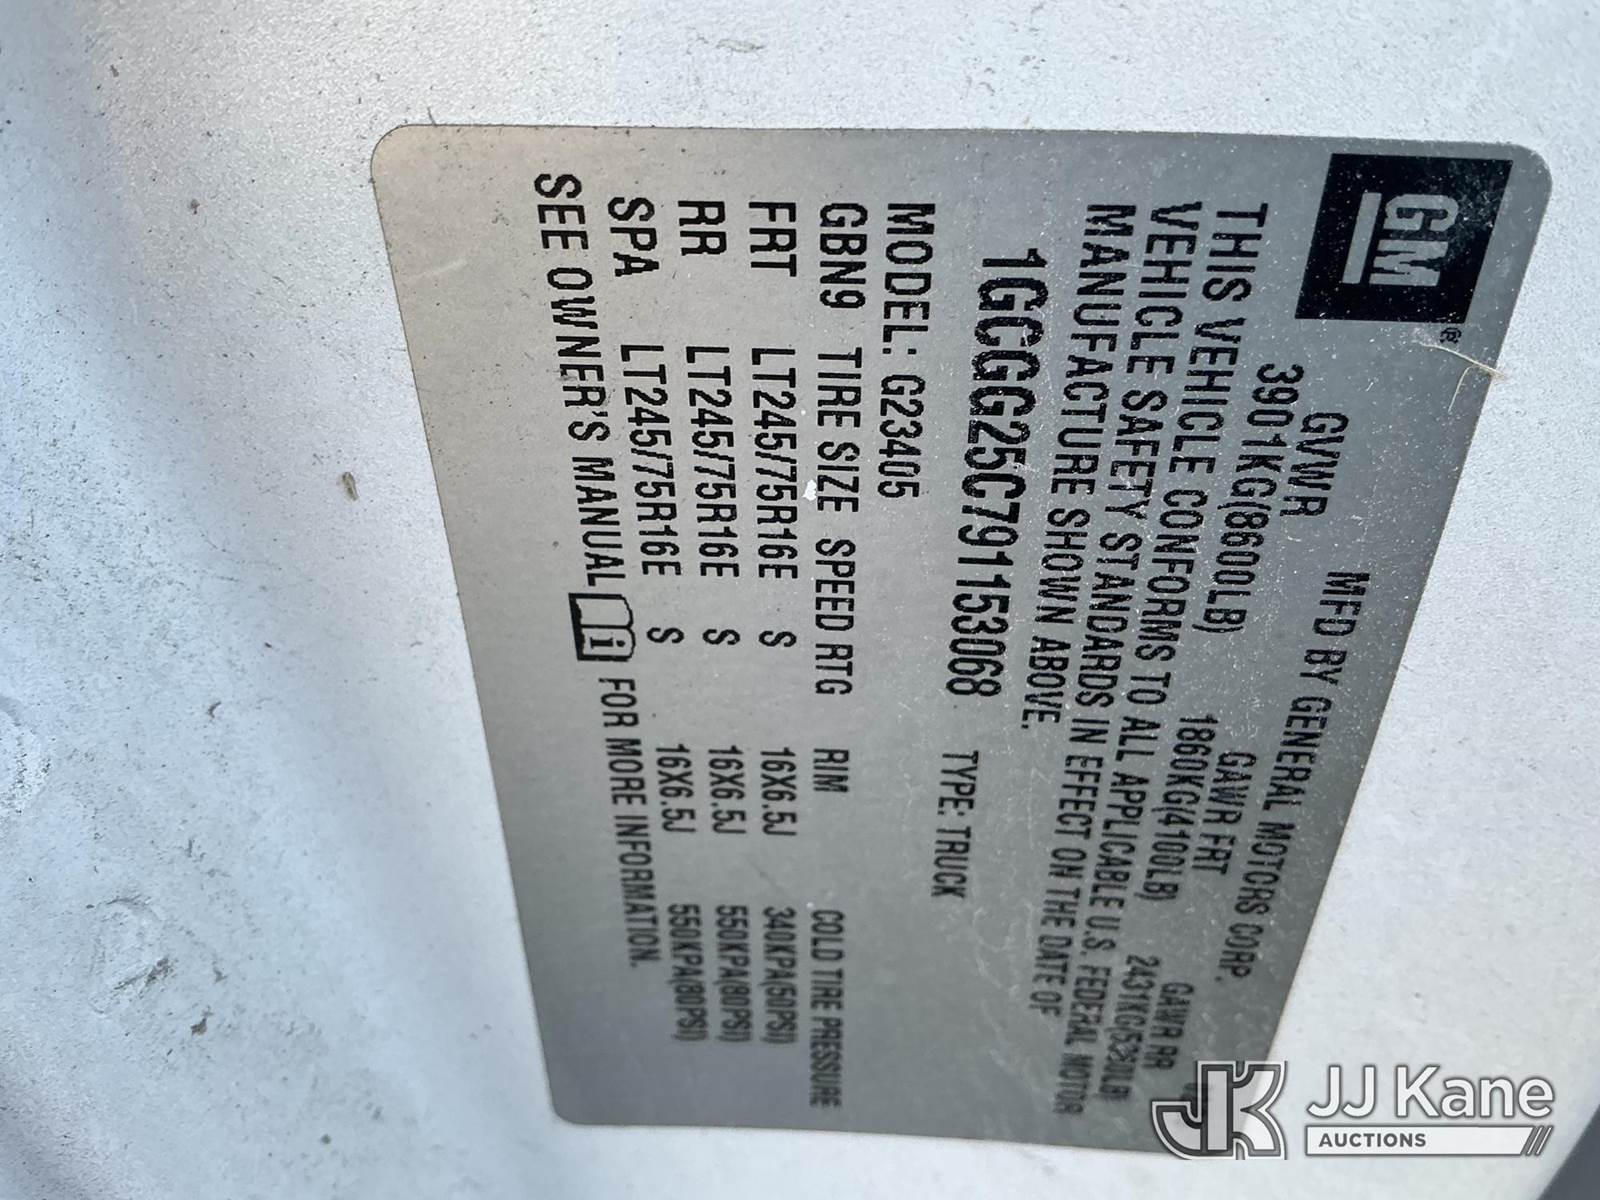 GM®
MFD BY GENERAL MOTORS CORP.
GVWR GAWR FRT GAWR RR
3901KG(8600LB) 1860KG(4100LB) 2431KG(5360LB
THIS VEHICLE CONFORMS TO ALL APPLICABLE U.S. FEDERAL MOTOR
VEHICLE SAFETY STANDARDS IN EFFECT ON THE DATE OF
MANUFACTURE SHOWN ABOVE.
1GCGG25C791153068 TYPE: TRUCK
MODEL: G23405
GBN9 TIRE SIZE SPEED RTG RIM COLD TIRE PRESSURE
FRT LT245/75R16E S 16X6.5J 340KPA(50PSI)
RR LT245/75R16E S 16X6.5J 550KPA(80PSI)
SPA LT245/75R16E S 16X6.5J 550KPA(80PSI)
SEE OWNER'S MANUAL i FOR MORE INFORMATION.
JK JJ Kane
AUCTIONS